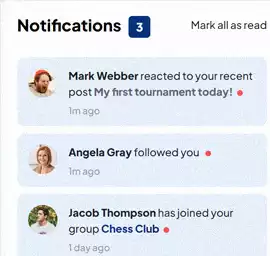 Notifications 3 Mark all as read
Mark Webber reacted to your recent
post My first tournament today!
1m ago
Angela Gray followed you
1m ago
Jacob Thompson has joined your
group Chess Club
1 day ago